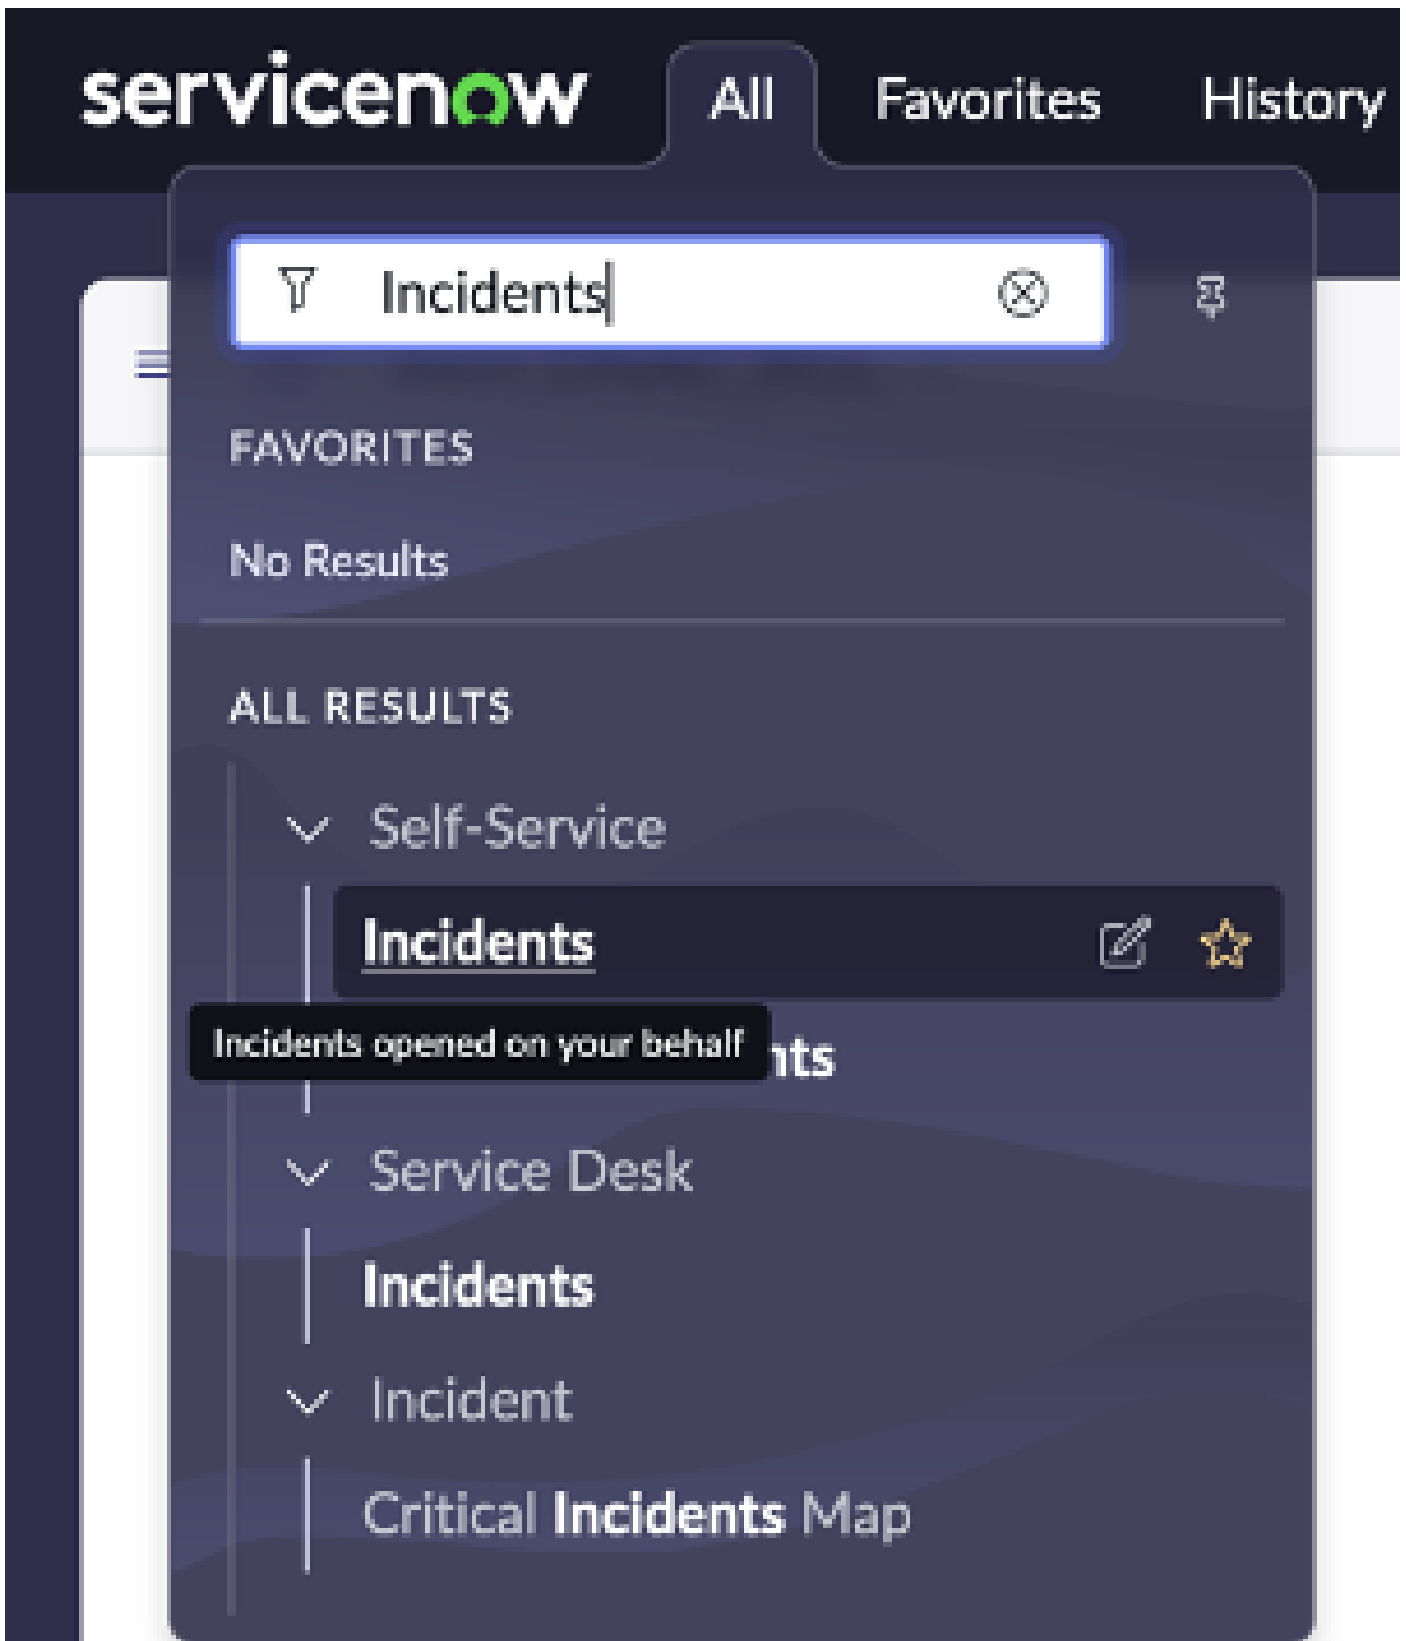 servicenow All Favorites History
Incidents
FAVORITES
No Results
ALL RESULTS
Self-Service
Incidents
Incidents opened on your behalf
Service Desk
Incidents
Incident
Critical Incidents Map